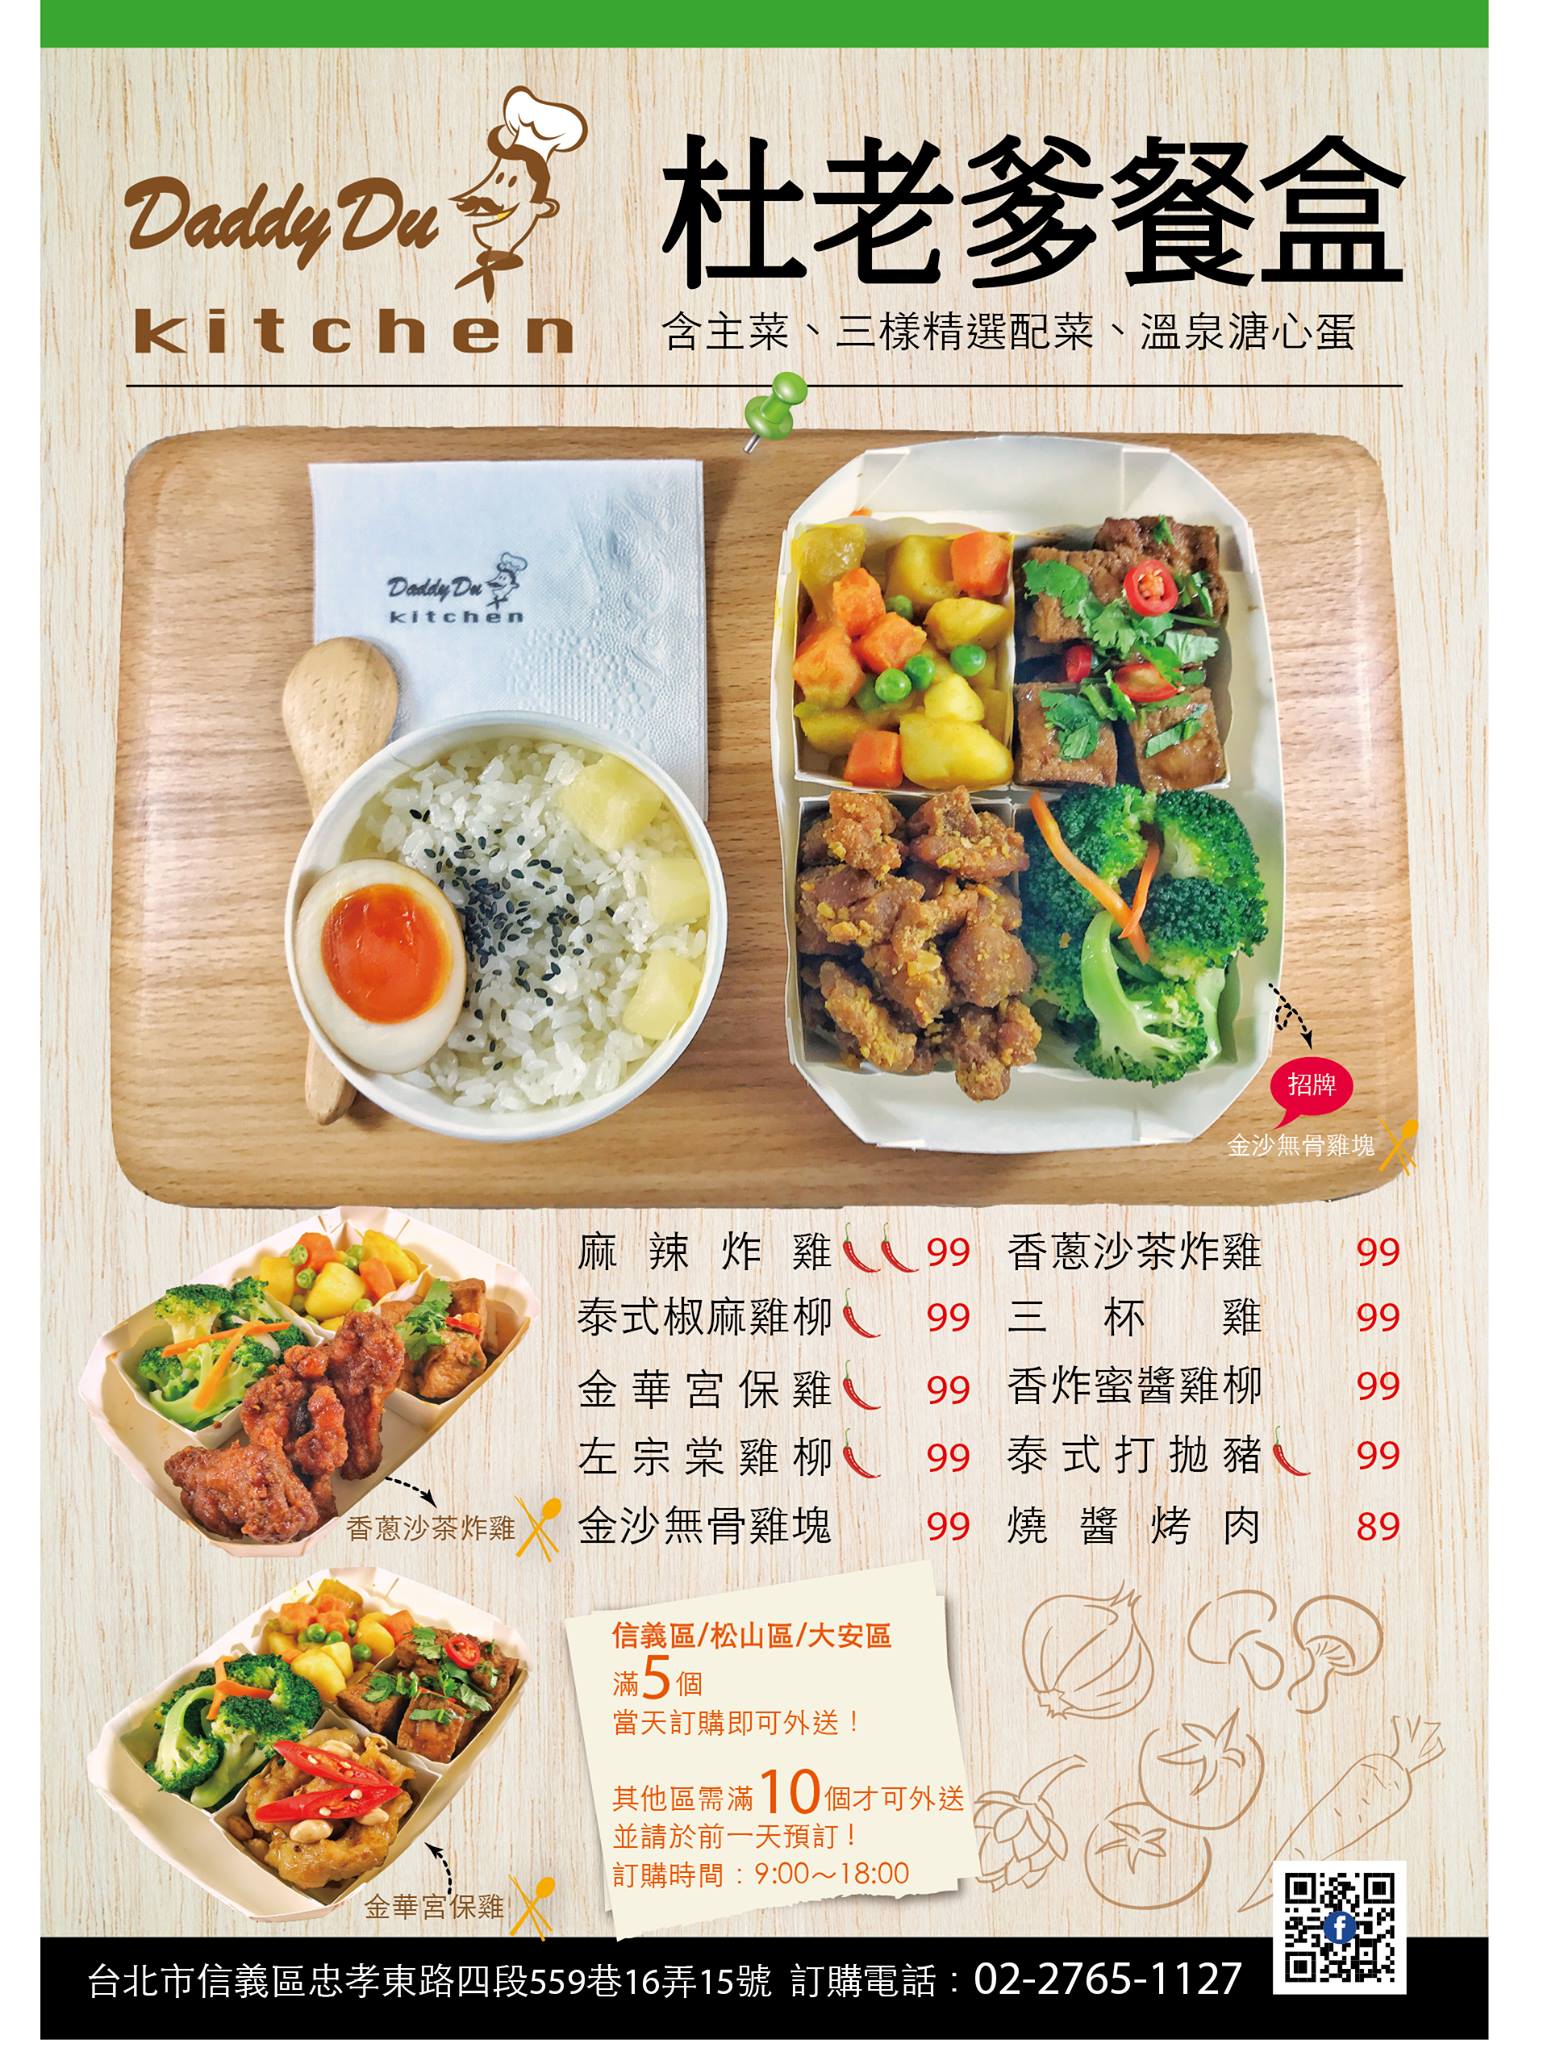 Daddy Du
kitchen
杜老爹餐盒
含主菜、三樣精選配菜、溫泉溏心蛋
Daddy Du
kitchen
招牌
金沙無骨雞塊
麻辣炸雞 99
泰式椒麻雞柳 99
金華宮保雞 99
左宗棠雞柳 99
金沙無骨雞塊 99
香蔥沙茶炸雞 99
三杯雞 99
香炸蜜醬雞柳 99
泰式打拋豬 99
燒醬烤肉 89
香蔥沙茶炸雞
金華宮保雞
信義區/松山區/大安區
滿5個
當天訂購即可外送！
其他區需滿10個才可外送
並請於前一天預訂！
訂購時間：9:00～18:00
台北市信義區忠孝東路四段559巷16弄15號 訂購電話：02-2765-1127